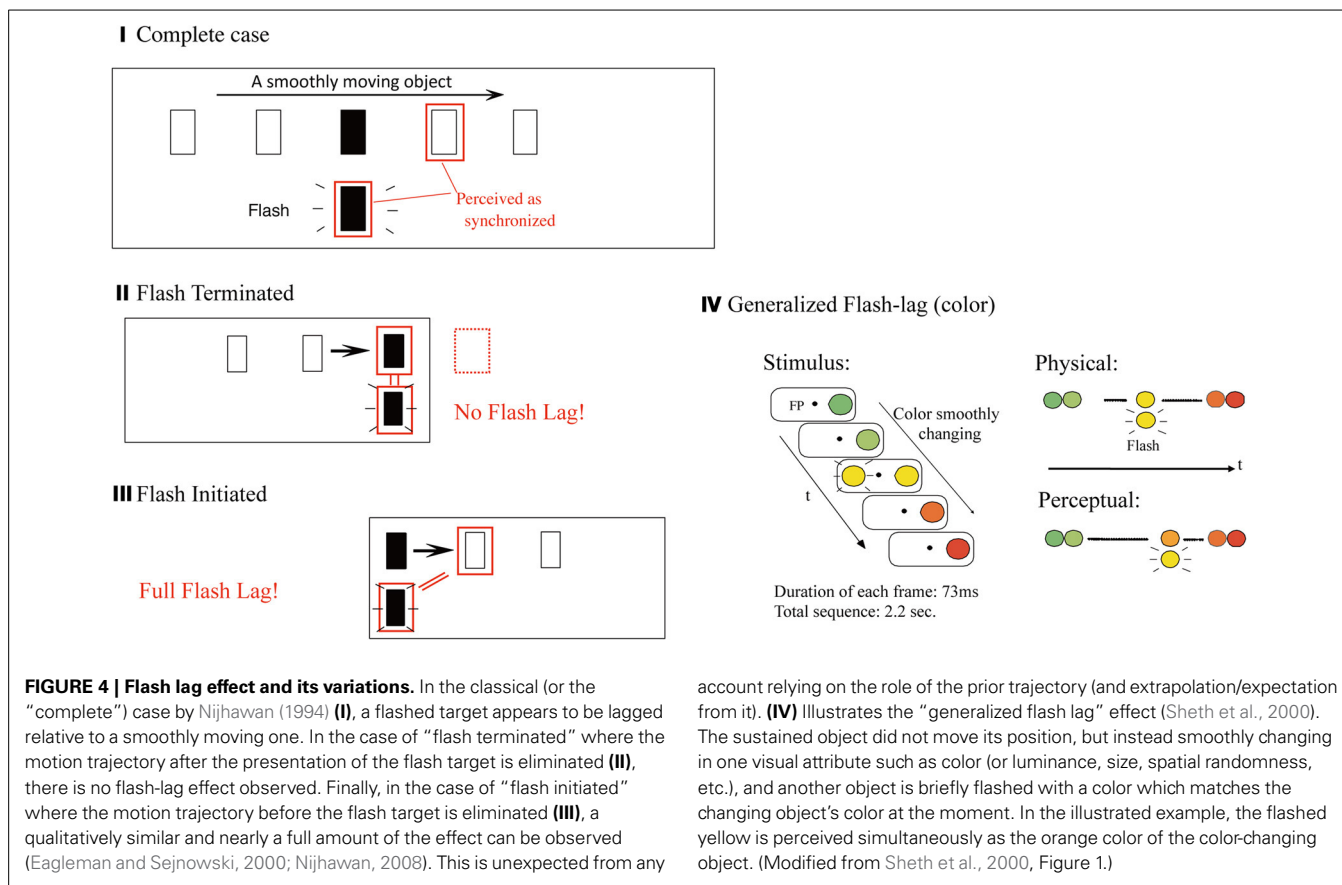 I Complete case
A smoothly moving object
Flash
Perceived as
synchronized
II Flash Terminated
No Flash Lag!
III Flash Initiated
Full Flash Lag!
IV Generalized Flash-lag (color)
Stimulus:
FP
Color smoothly
changing
t
Duration of each frame: 73ms
Total sequence: 2.2 sec.
Physical:
Flash
t
Perceptual:
FIGURE 4 | Flash lag effect and its variations. In the classical (or the
"complete") case by Nijhawan (1994) (I), a flashed target appears to be lagged
relative to a smoothly moving one. In the case of "flash terminated" where the
motion trajectory after the presentation of the flash target is eliminated (II),
there is no flash-lag effect observed. Finally, in the case of "flash initiated"
where the motion trajectory before the flash target is eliminated (III), a
qualitatively similar and nearly a full amount of the effect can be observed
(Eagleman and Sejnowski, 2000; Nijhawan, 2008). This is unexpected from any
account relying on the role of the prior trajectory (and extrapolation/expectation
from it). (IV) Illustrates the "generalized flash lag" effect (Sheth et al., 2000).
The sustained object did not move its position, but instead smoothly changing
in one visual attribute such as color (or luminance, size, spatial randomness,
etc.), and another object is briefly flashed with a color which matches the
changing object's color at the moment. In the illustrated example, the flashed
yellow is perceived simultaneously as the orange color of the color-changing
object. (Modified from Sheth et al., 2000, Figure 1.)